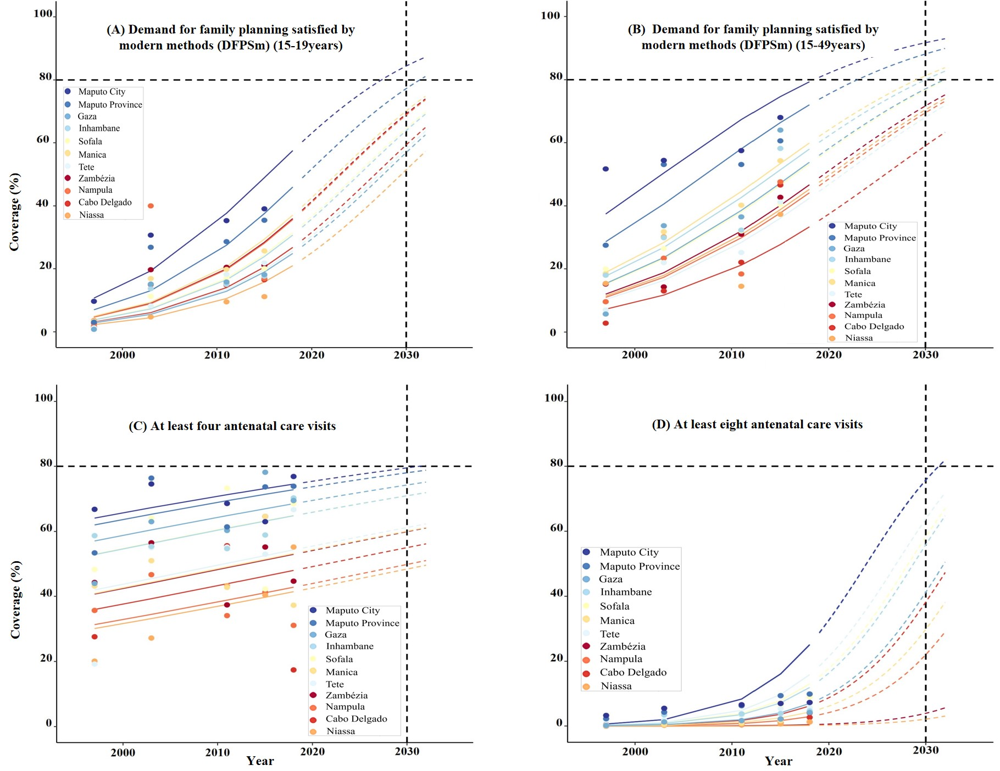 (A) Demand for family planning satisfied by
modern methods (DFPSm) (15-19years)
100
80
60
40
20
0
Coverage (%)
Maputo City
Maputo Province
Gaza
Inhambane
Sofala
Manica
Tete
Zambézia
Nampula
Cabo Delgado
Niassa
2000
2010
2020
2030
(B) Demand for family planning satisfied by
modern methods (DFPSm) (15-49years)
100
80
60
40
20
0
Maputo City
Maputo Province
Gaza
Inhambane
Sofala
Manica
Tete
Zambézia
Nampula
Cabo Delgado
Niassa
2000
2010
2020
2030
(C) At least four antenatal care visits
100
80
60
40
20
0
Coverage (%)
Maputo City
Maputo Province
Gaza
Inhambane
Sofala
Manica
Tete
Zambézia
Nampula
Cabo Delgado
Niassa
2000
2010
2020
2030
Year
(D) At least eight antenatal care visits
100
80
60
40
20
0
Maputo City
Maputo Province
Gaza
Inhambane
Sofala
Manica
Tete
Zambézia
Nampula
Cabo Delgado
Niassa
2000
2010
2020
2030
Year